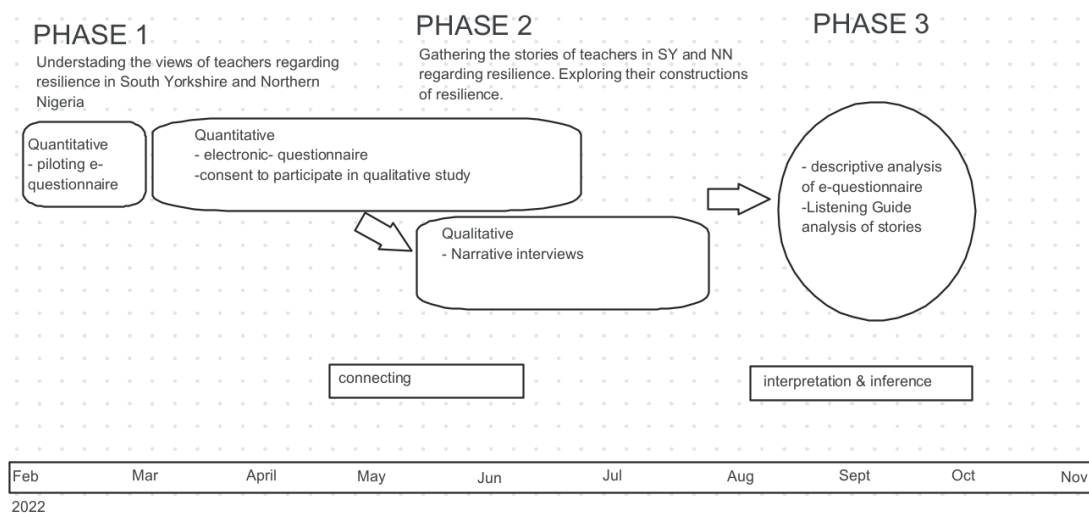 PHASE 1
Understading the views of teachers regarding
resilience in South Yorkshire and Northern
Nigeria
PHASE 2
Gathering the stories of teachers in SY and NN
regarding resilience. Exploring their constructions
of resilience.
PHASE 3
Quantitative
- piloting e-
questionnaire
Quantitative
- electronic- questionnaire
-consent to participate in qualitative study
Qualitative
- Narrative interviews
- descriptive analysis
of e-questionnaire
-Listening Guide
analysis of stories
connecting
interpretation & inference
Feb Mar April May Jun Jul Aug Sept Oct Nov
2022